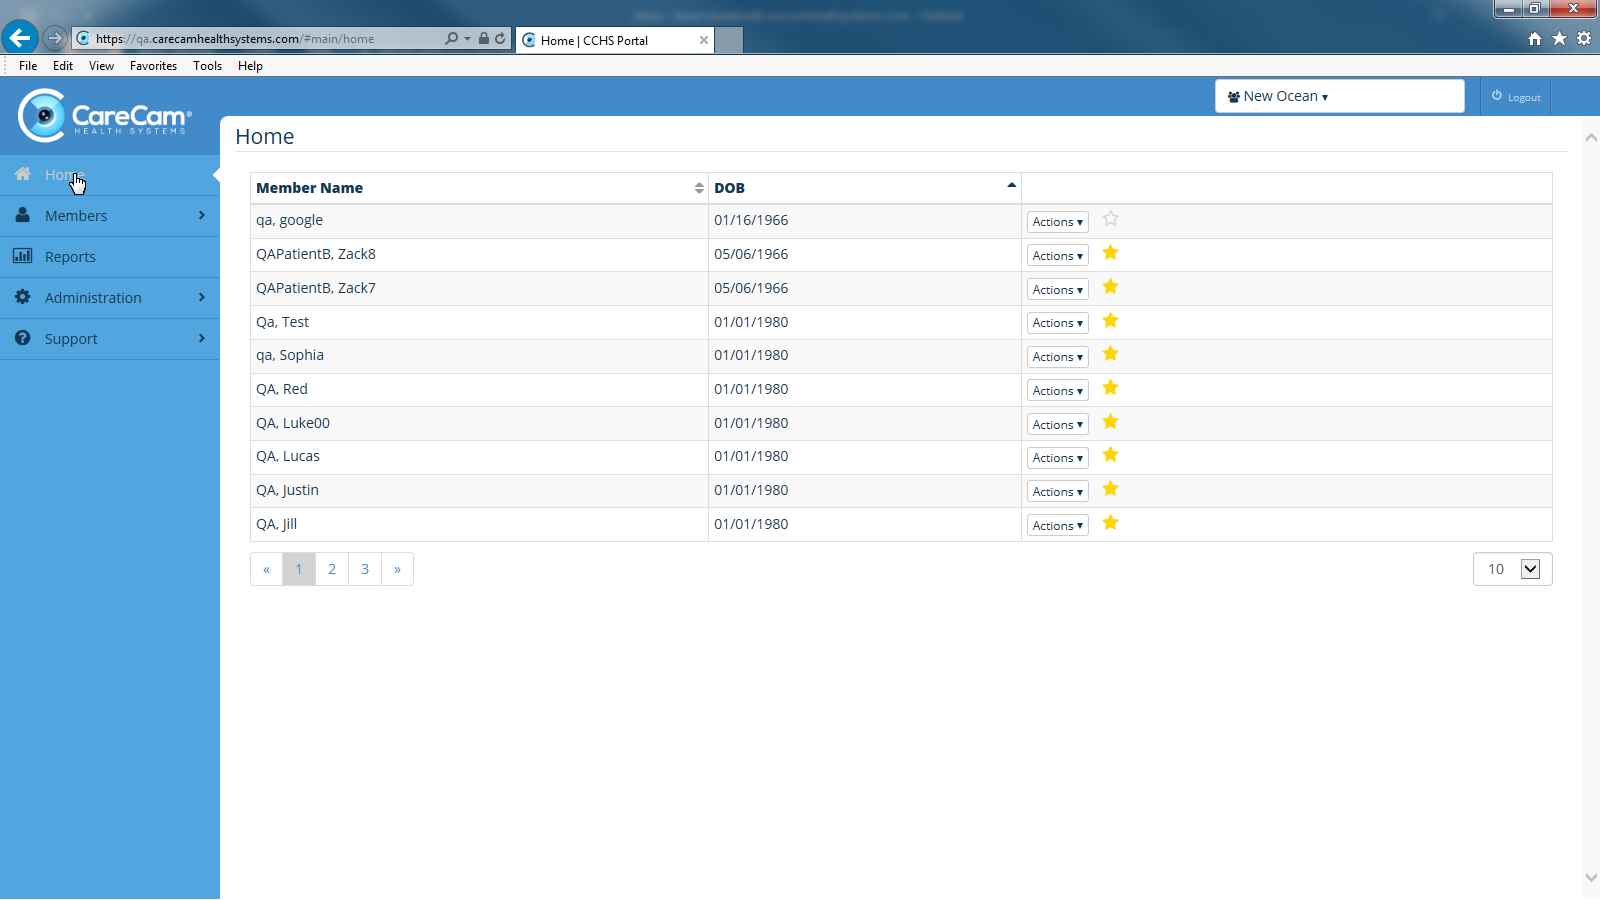 https://qa.carecamhealthsystems.com/#main/home
Home | CCHS Portal
File Edit View Favorites Tools Help
CareCam
HEALTH SYSTEMS
New Ocean
Logout
Home
Members
Reports
Administration
Support
Home
Member Name DOB
qa, google 01/16/1966 Actions
QAPatientB, Zack8 05/06/1966 Actions
QAPatientB, Zack7 05/06/1966 Actions
Qa, Test 01/01/1980 Actions
qa, Sophia 01/01/1980 Actions
QA, Red 01/01/1980 Actions
QA, Luke00 01/01/1980 Actions
QA, Lucas 01/01/1980 Actions
QA, Justin 01/01/1980 Actions
QA, Jill 01/01/1980 Actions
« 1 2 3 »
10